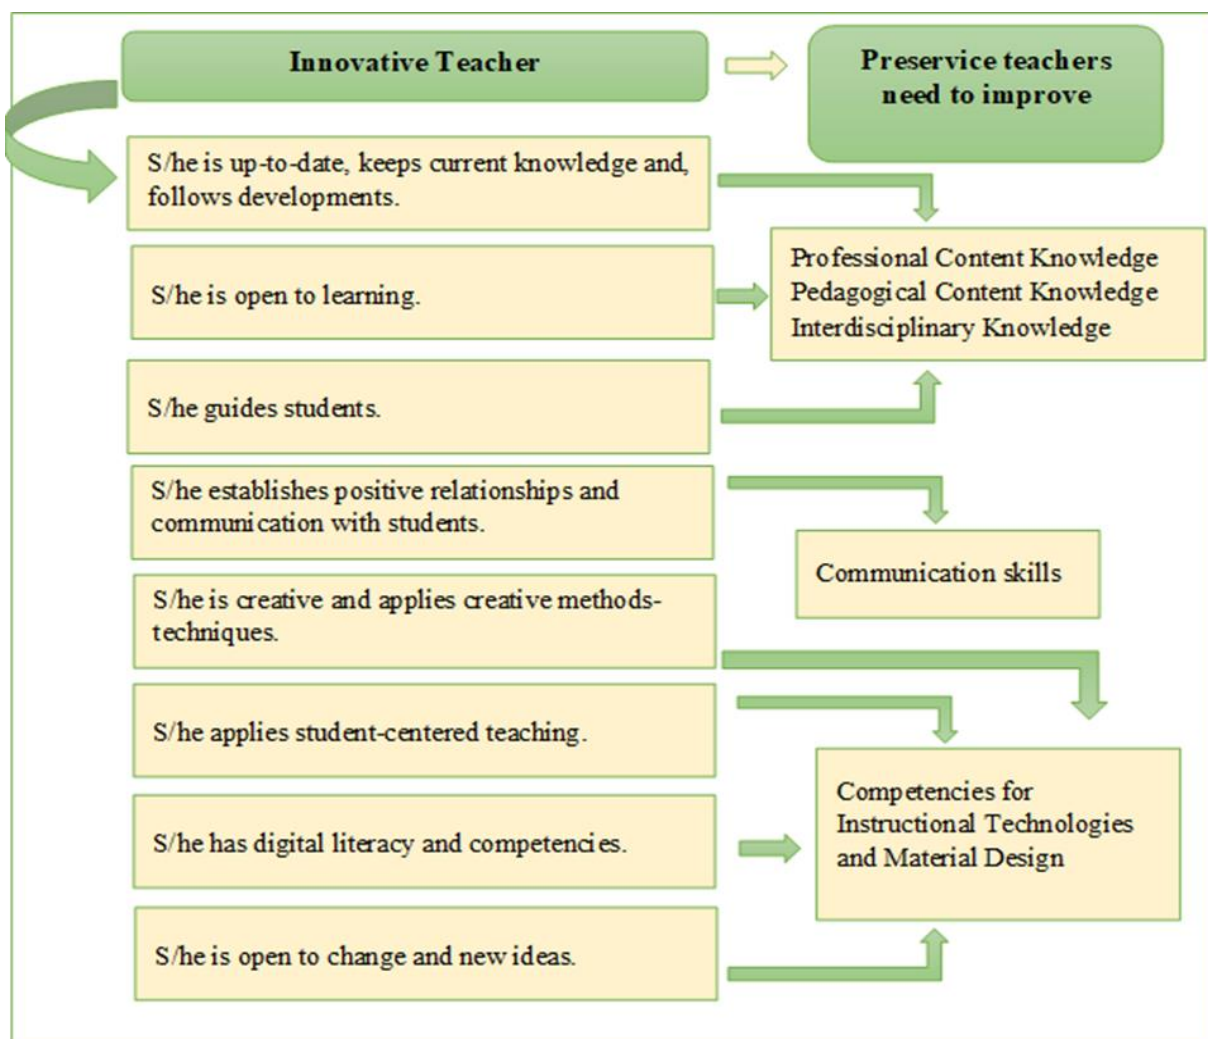 Innovative Teacher
Preservice teachers
need to improve
S/he is up-to-date, keeps current knowledge and,
follows developments.
S/he is open to learning.
S/he guides students.
Professional Content Knowledge
Pedagogical Content Knowledge
Interdisciplinary Knowledge
S/he establishes positive relationships and
communication with students.
Communication skills
S/he is creative and applies creative methods-
techniques.
S/he applies student-centered teaching.
S/he has digital literacy and competencies.
S/he is open to change and new ideas.
Competencies for
Instructional Technologies
and Material Design